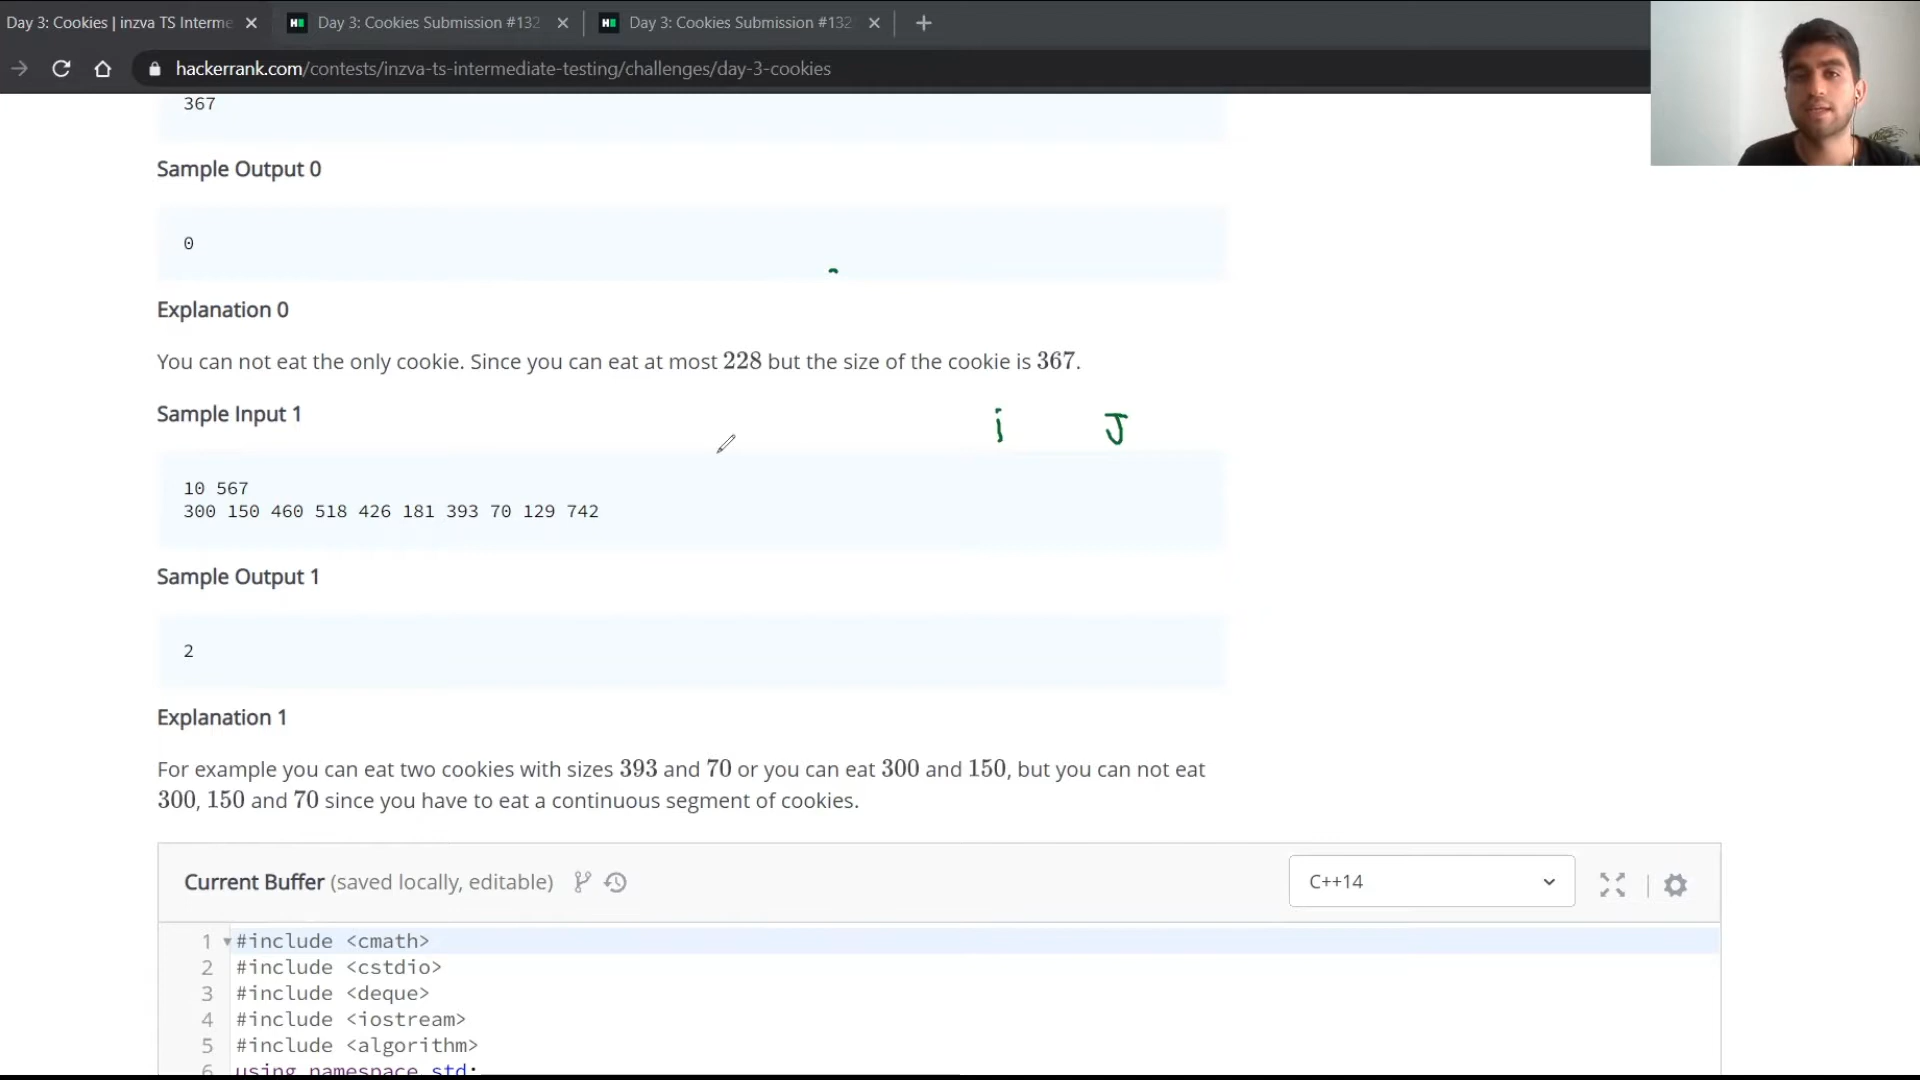 Day 3: Cookies | inzva TS Interme
Day 3: Cookies Submission #132
Day 3: Cookies Submission #132
hackerrank.com/contests/inzva-ts-intermediate-testing/challenges/day-3-cookies
367
Sample Output 0
0
Explanation 0
You can not eat the only cookie. Since you can eat at most 228 but the size of the cookie is 367.
Sample Input 1
i J
10 567
300 150 460 518 426 181 393 70 129 742
Sample Output 1
2
Explanation 1
For example you can eat two cookies with sizes 393 and 70 or you can eat 300 and 150, but you can not eat
300, 150 and 70 since you have to eat a continuous segment of cookies.
Current Buffer (saved locally, editable)
C++14
1 #include <cmath>
2 #include <cstdio>
3 #include <deque>
4 #include <iostream>
5 #include <algorithm>
6 using namespace std;